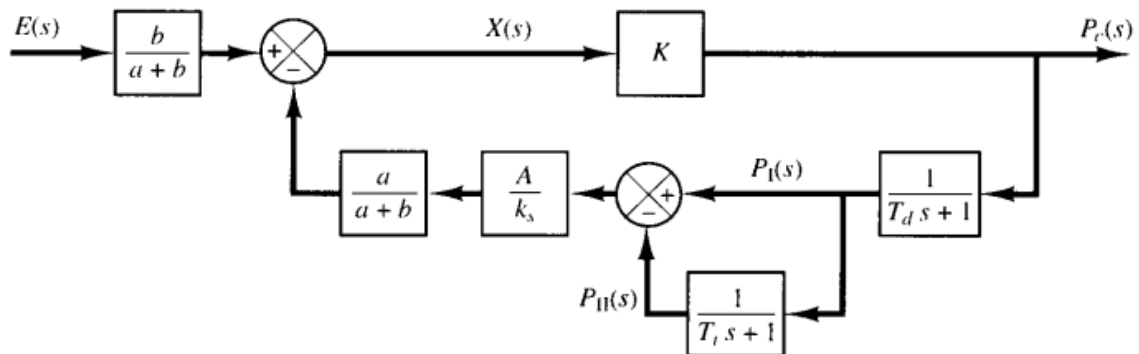 E(s)
b
a + b
+
−
X(s)
K
P_c(s)
a
a + b
A
k_s
+
−
P_I(s)
1
T_d s + 1
P_II(s)
1
T_i s + 1